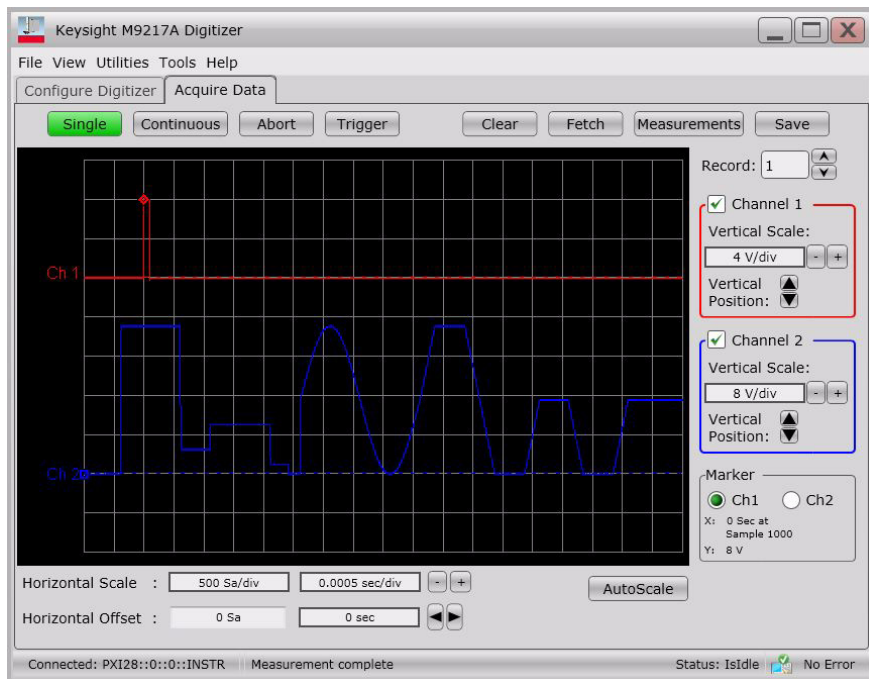 Keysight M9217A Digitizer
File View Utilities Tools Help
Configure Digitizer Acquire Data
Single Continuous Abort Trigger Clear Fetch Measurements Save
Record: 1
Channel 1
Vertical Scale:
4 V/div - +
Vertical
Position:
Ch 1
Channel 2
Vertical Scale:
8 V/div - +
Vertical
Position:
Ch 2
Marker
Ch1 Ch2
X: 0 Sec at
Sample 1000
Y: 8 V
Horizontal Scale : 500 Sa/div 0.0005 sec/div - +
AutoScale
Horizontal Offset : 0 Sa 0 sec
Connected: PXI28::0::0::INSTR Measurement complete Status: IsIdle No Error